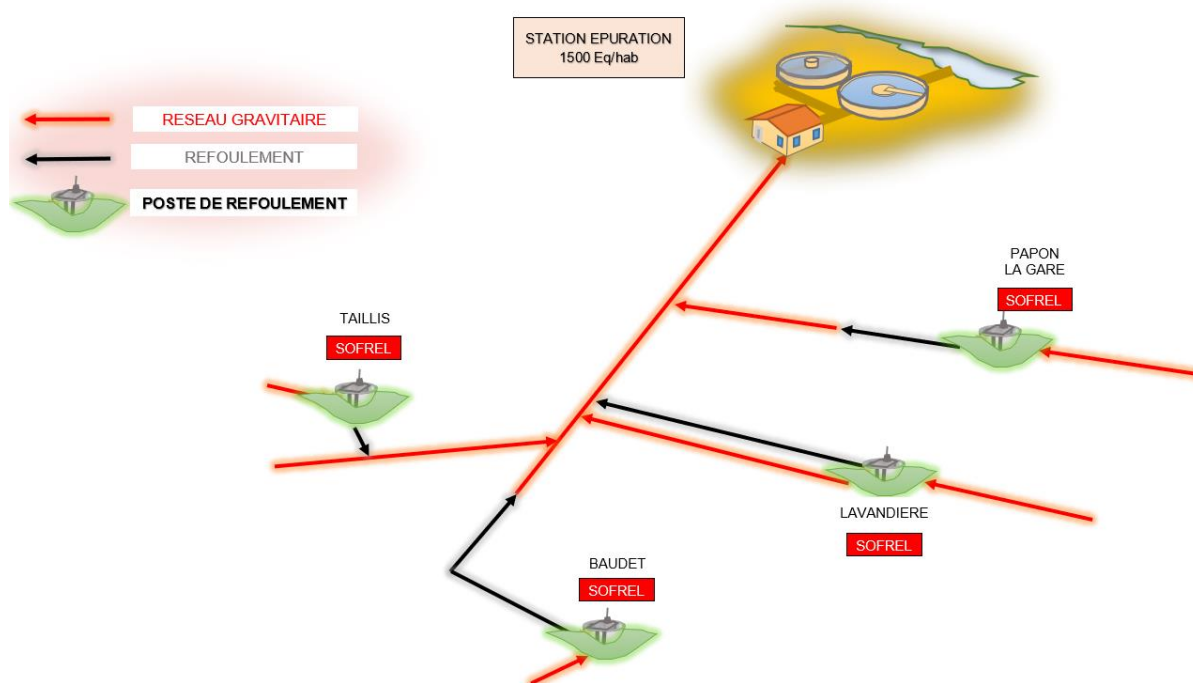 STATION EPURATION
1500 Eq/hab
RESEAU GRAVITAIRE
REFOULEMENT
POSTE DE REFOULEMENT
PAPON
LA GARE
SOFREL
TAILLIS
SOFREL
LAVANDIERE
SOFREL
BAUDET
SOFREL